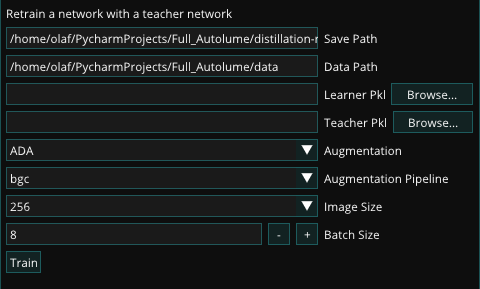 Retrain a network with a teacher network
/home/olaf/PycharmProjects/Full_Autolume/distillation-r Save Path
/home/olaf/PycharmProjects/Full_Autolume/data Data Path
Learner Pkl Browse...
Teacher Pkl Browse...
ADA Augmentation
bgc Augmentation Pipeline
256 Image Size
8 - + Batch Size
Train